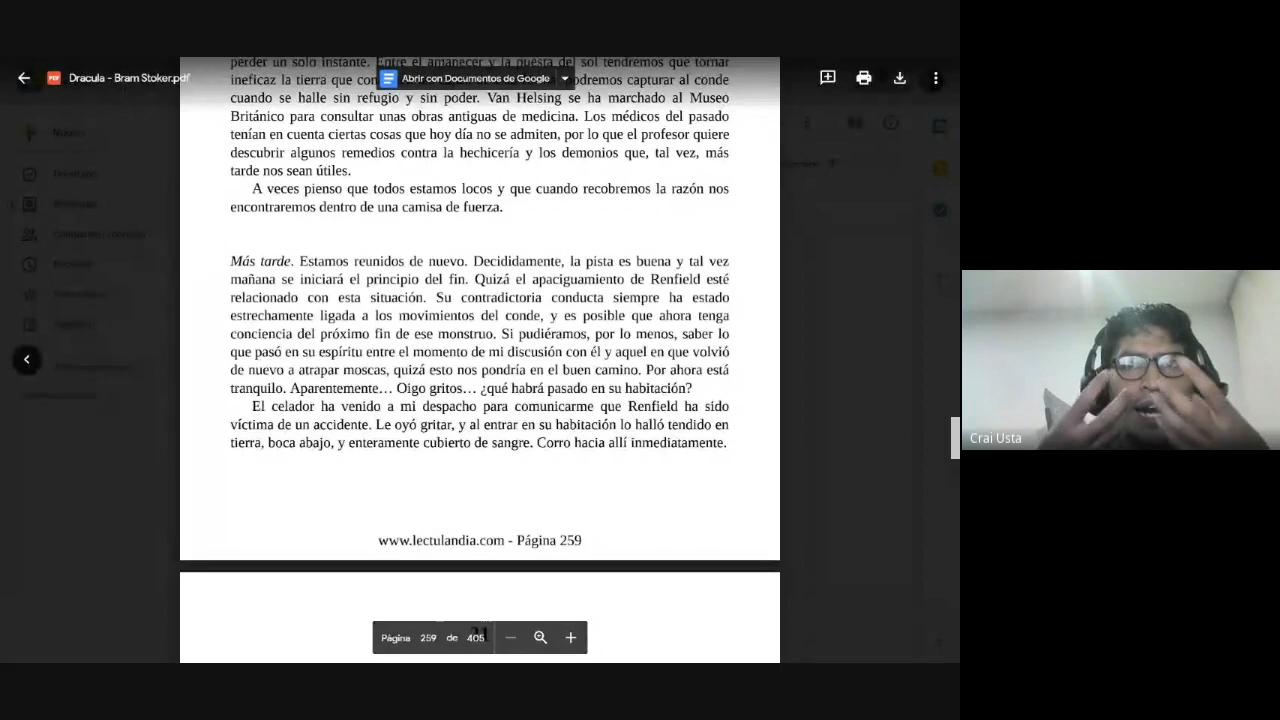 Dracula - Bram Stoker.pdf
Abrir con Documentos de Google
perder un solo instante. Entre el amanecer y la puesta del sol tendremos que tornar
ineficaz la tierra que con podremos capturar al conde
cuando se halle sin refugio y sin poder. Van Helsing se ha marchado al Museo
Británico para consultar unas obras antiguas de medicina. Los médicos del pasado
tenían en cuenta ciertas cosas que hoy día no se admiten, por lo que el profesor quiere
descubrir algunos remedios contra la hechicería y los demonios que, tal vez, más
tarde nos sean útiles.
A veces pienso que todos estamos locos y que cuando recobremos la razón nos
encontraremos dentro de una camisa de fuerza.
Más tarde. Estamos reunidos de nuevo. Decididamente, la pista es buena y tal vez
mañana se iniciará el principio del fin. Quizá el apaciguamiento de Renfield esté
relacionado con esta situación. Su contradictoria conducta siempre ha estado
estrechamente ligada a los movimientos del conde, y es posible que ahora tenga
conciencia del próximo fin de ese monstruo. Si pudiéramos, por lo menos, saber lo
que pasó en su espíritu entre el momento de mi discusión con él y aquel en que volvió
de nuevo a atrapar moscas, quizá esto nos pondría en el buen camino. Por ahora está
tranquilo. Aparentemente… Oigo gritos… ¿qué habrá pasado en su habitación?
El celador ha venido a mi despacho para comunicarme que Renfield ha sido
víctima de un accidente. Le oyó gritar, y al entrar en su habitación lo halló tendido en
tierra, boca abajo, y enteramente cubierto de sangre. Corro hacia allí inmediatamente.
www.lectulandia.com - Página 259
Página 259 de 405
Crai Usta